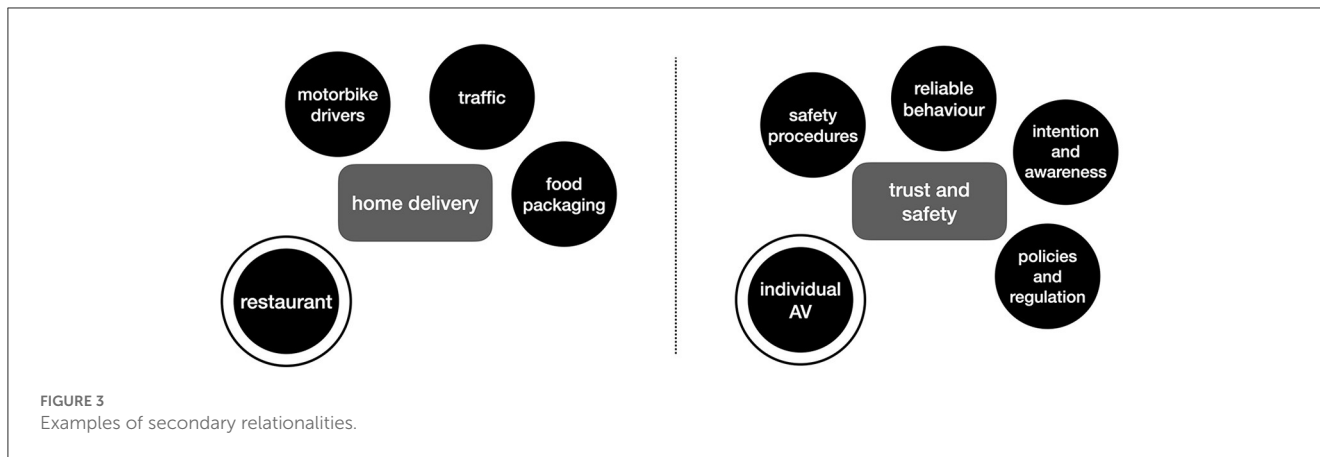 motorbike
drivers
traffic
food
packaging
home delivery
restaurant
safety
procedures
reliable
behaviour
intention
and
awareness
trust and
safety
policies
and
regulation
individual
AV
FIGURE 3
Examples of secondary relationalities.